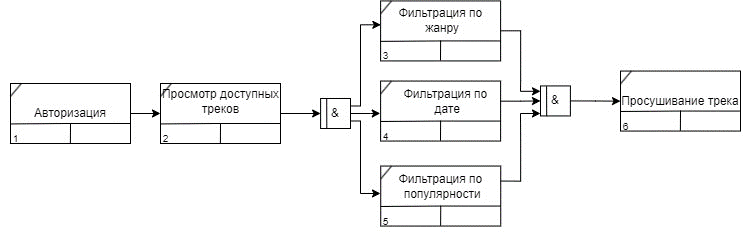 Авторизация
1
Просмотр доступных
треков
2
&
Фильтрация по
жанру
3
Фильтрация по
дате
4
Фильтрация по
популярности
5
&
Просушивание трека
6